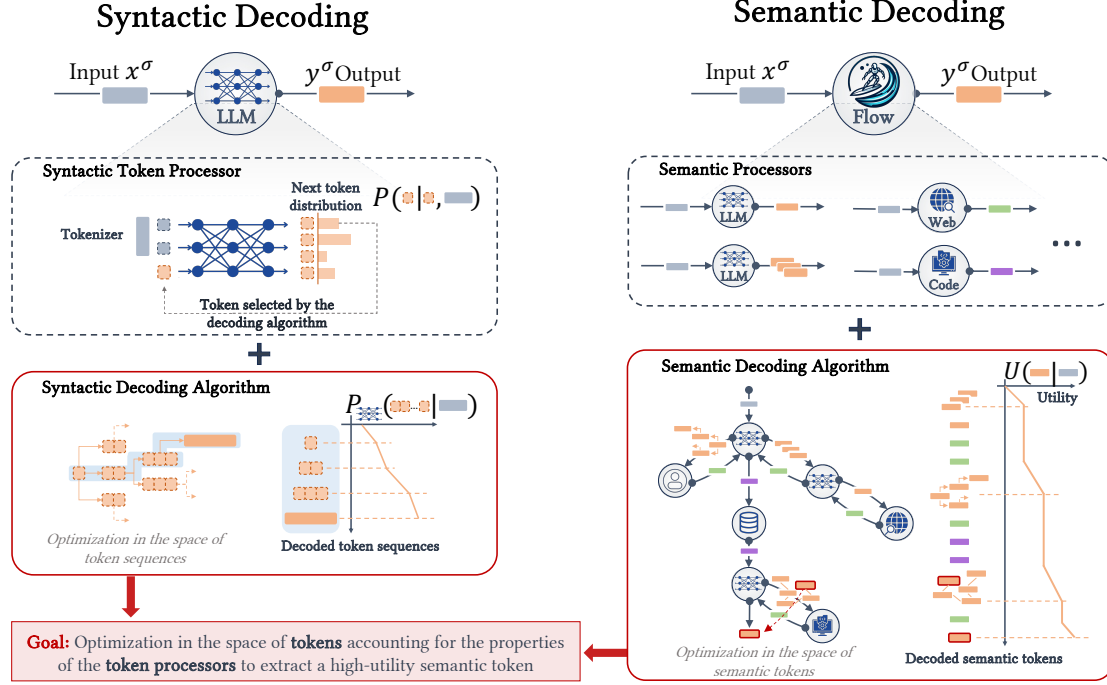 Syntactic Decoding
Input xσ
yσ Output
LLM
Syntactic Token Processor
Next token
distribution
P( | , )
Tokenizer
Token selected by the
decoding algorithm
+
Syntactic Decoding Algorithm
P ( ... | )
Optimization in the space of
token sequences
Decoded token sequences
Semantic Decoding
Input xσ
yσ Output
Flow
Semantic Processors
LLM
Web
LLM
Code
...
+
Semantic Decoding Algorithm
U( | )
Utility
Optimization in the space of
semantic tokens
Decoded semantic tokens
Goal: Optimization in the space of tokens accounting for the properties
of the token processors to extract a high-utility semantic token